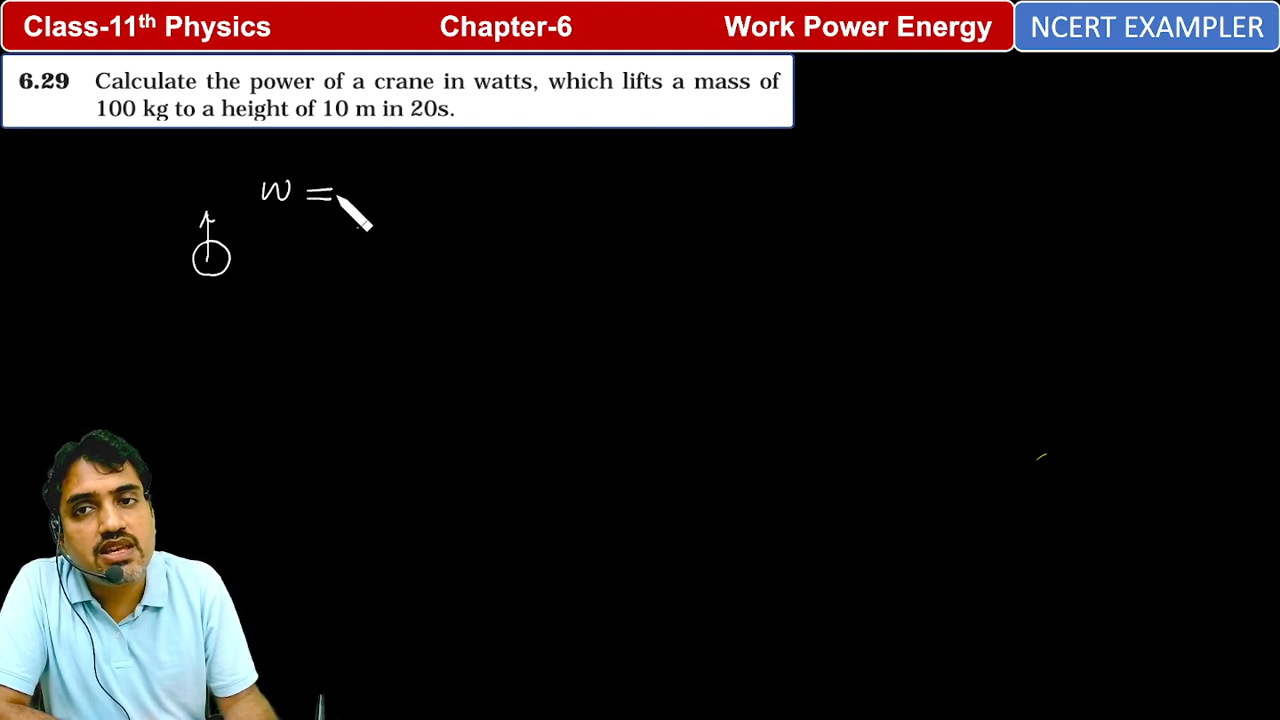 Class-11th Physics Chapter-6 Work Power Energy NCERT EXAMPLER
6.29 Calculate the power of a crane in watts, which lifts a mass of
100 kg to a height of 10 m in 20s.
W =